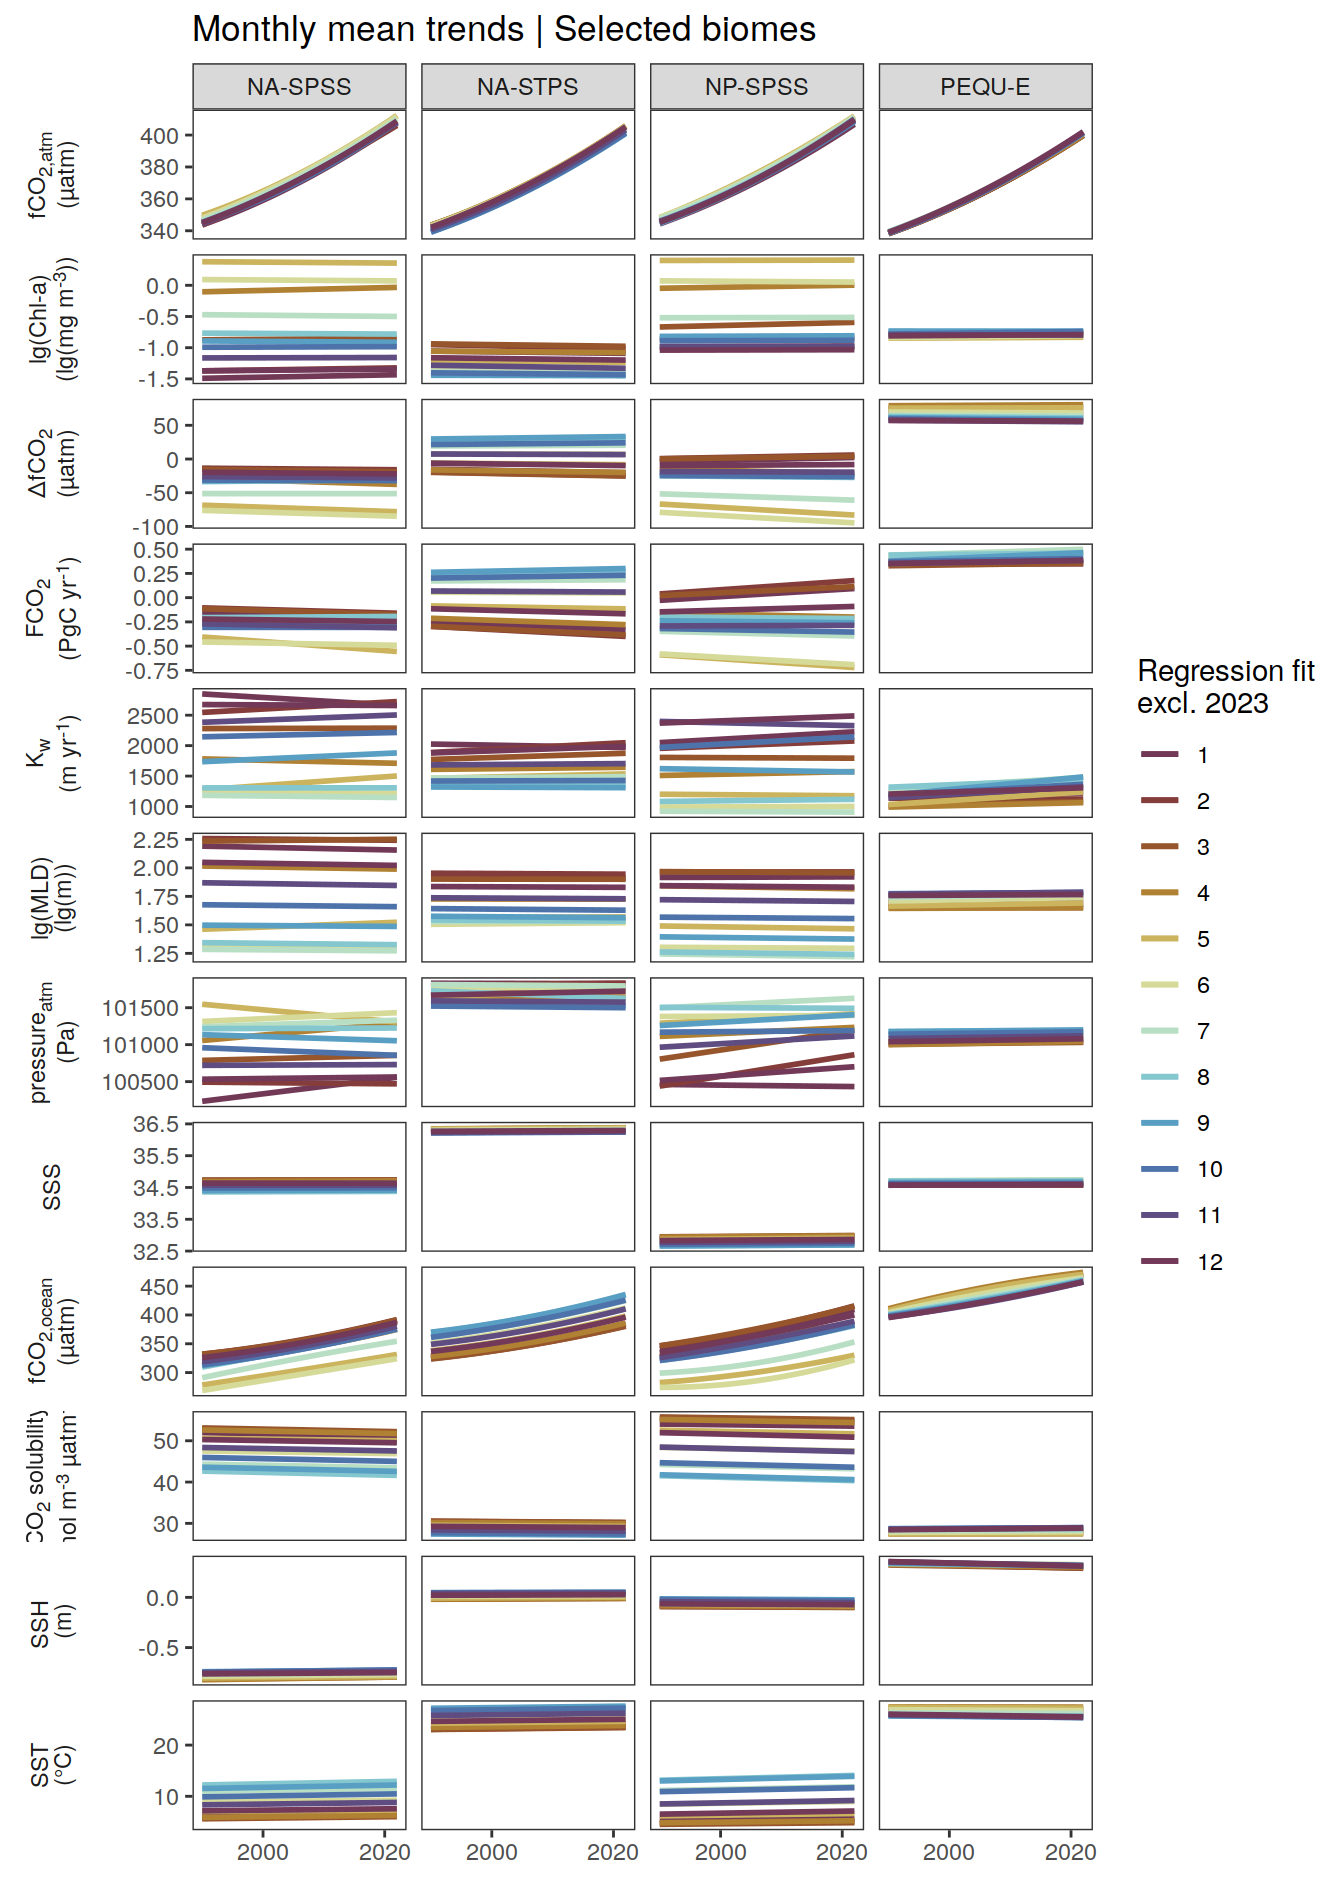 Monthly mean trends | Selected biomes
NA-SPSS NA-STPS NP-SPSS PEQU-E
fCO2,atm
(µatm)
400
380
360
340
lg(Chl-a)
(lg(mg m-3))
0.0
-0.5
-1.0
-1.5
ΔfCO2
(µatm)
50
0
-50
-100
FCO2
(PgC yr-1)
0.50
0.25
0.00
-0.25
-0.50
-0.75
Kw
(m yr-1)
2500
2000
1500
1000
lg(MLD)
(lg(m))
2.25
2.00
1.75
1.50
1.25
pressureatm
(Pa)
101500
101000
100500
SSS
36.5
35.5
34.5
33.5
32.5
fCO2,ocean
(µatm)
450
400
350
300
CO2 solubility
nol m-3 µatm-
50
40
30
SSH
(m)
0.0
-0.5
SST
(°C)
20
10
2000 2020 2000 2020 2000 2020 2000 2020
Regression fit
excl. 2023
1
2
3
4
5
6
7
8
9
10
11
12